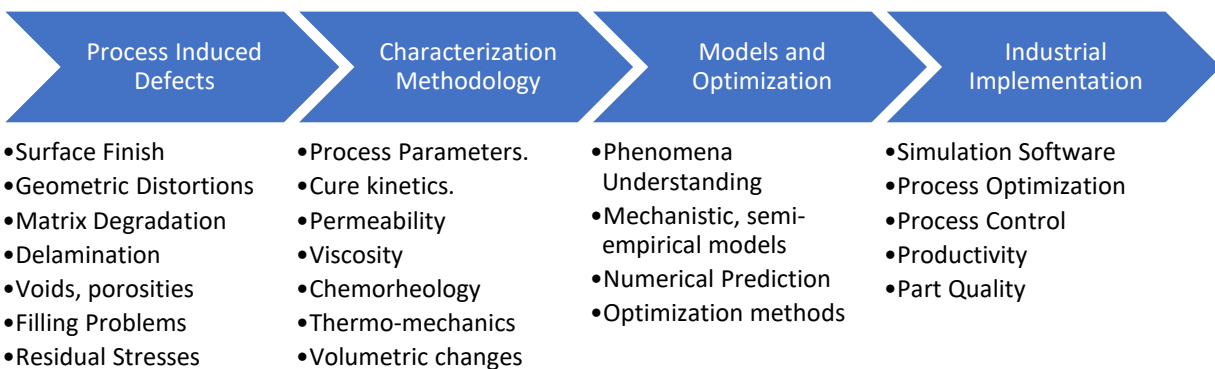 Process Induced
Defects
Characterization
Methodology
Models and
Optimization
Industrial
Implementation
•Surface Finish
•Geometric Distortions
•Matrix Degradation
•Delamination
•Voids, porosities
•Filling Problems
•Residual Stresses
•Process Parameters.
•Cure kinetics.
•Permeability
•Viscosity
•Chemorheology
•Thermo-mechanics
•Volumetric changes
•Phenomena
Understanding
•Mechanistic, semi-
empirical models
•Numerical Prediction
•Optimization methods
•Simulation Software
•Process Optimization
•Process Control
•Productivity
•Part Quality